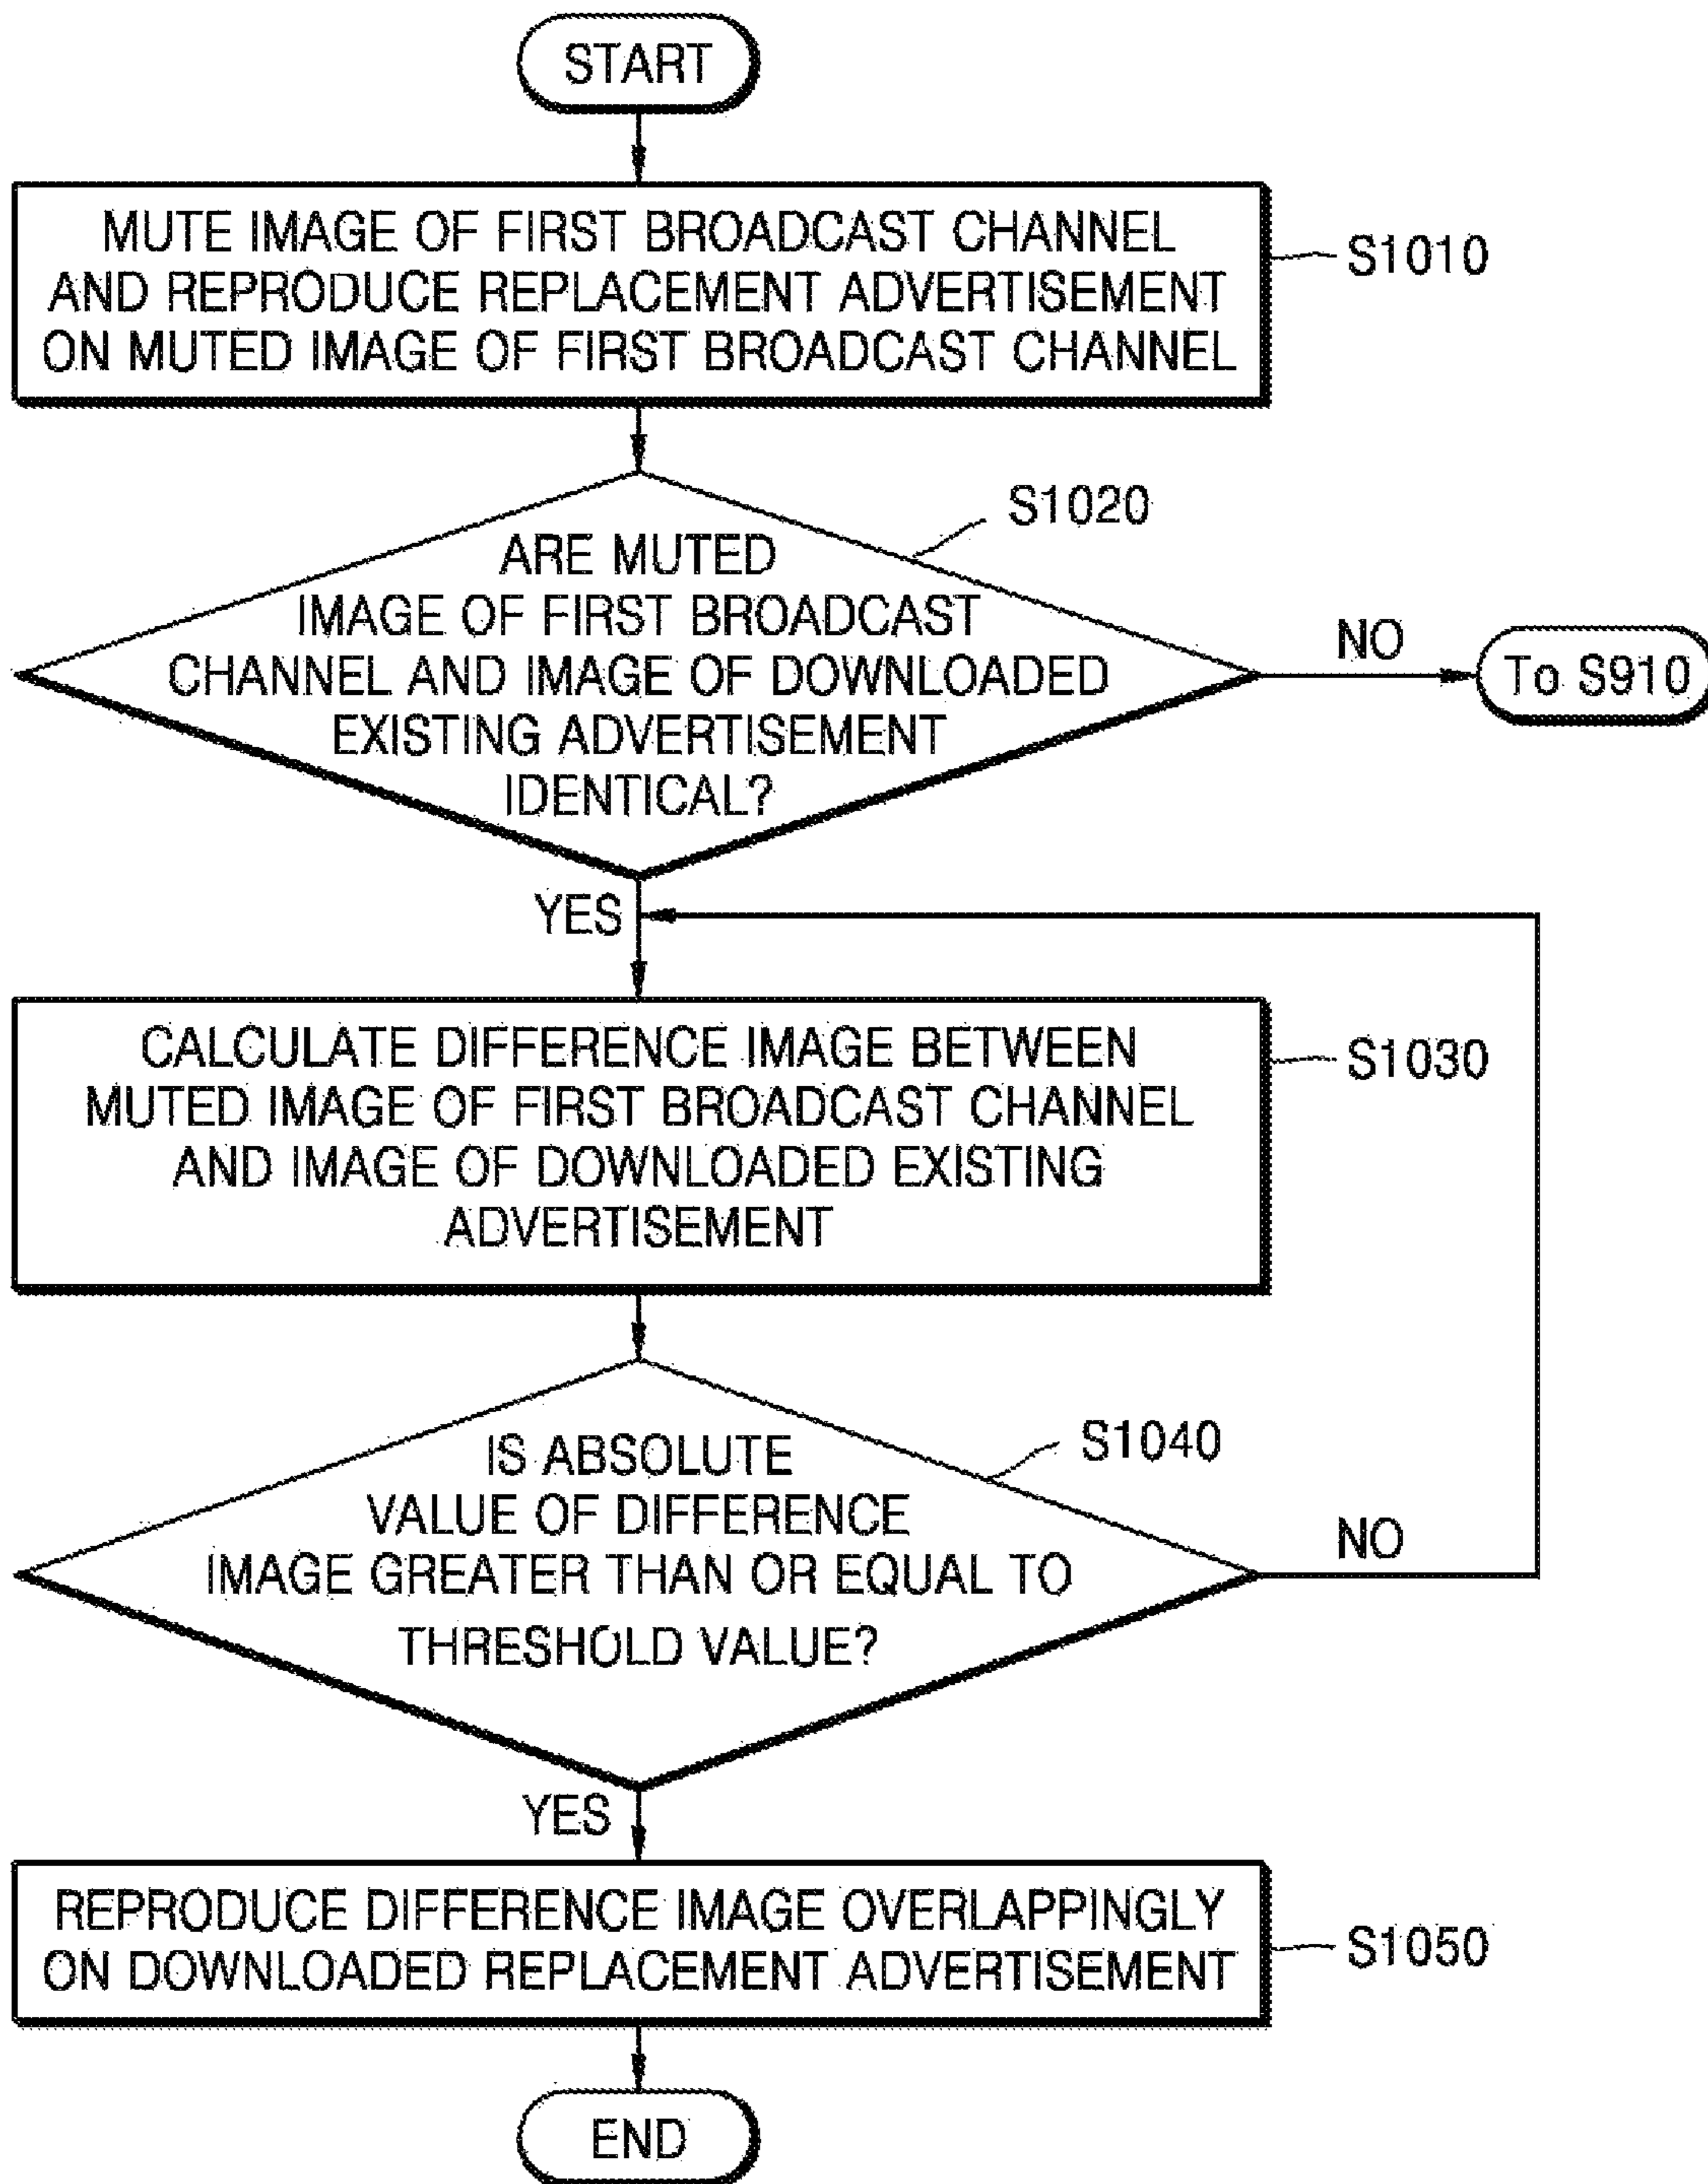 START
MUTE IMAGE OF FIRST BROADCAST CHANNEL
AND REPRODUCE REPLACEMENT ADVERTISEMENT
ON MUTED IMAGE OF FIRST BROADCAST CHANNEL
S1010
S1020
ARE MUTED
IMAGE OF FIRST BROADCAST
CHANNEL AND IMAGE OF DOWNLOADED
EXISTING ADVERTISEMENT
IDENTICAL?
NO
To S910
YES
CALCULATE DIFFERENCE IMAGE BETWEEN
MUTED IMAGE OF FIRST BROADCAST CHANNEL
AND IMAGE OF DOWNLOADED EXISTING
ADVERTISEMENT
S1030
IS ABSOLUTE
VALUE OF DIFFERENCE
IMAGE GREATER THAN OR EQUAL TO
THRESHOLD VALUE?
S1040
NO
YES
REPRODUCE DIFFERENCE IMAGE OVERLAPPINGLY
ON DOWNLOADED REPLACEMENT ADVERTISEMENT
S1050
END